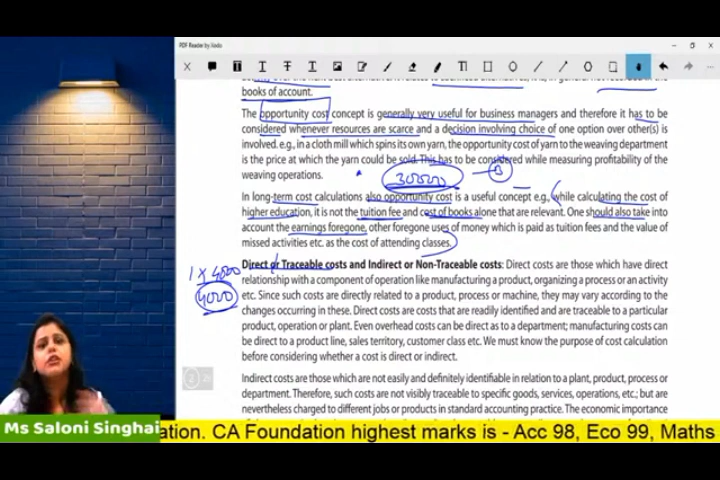 PDF Reader by Xodo
books of account.
The opportunity cost concept is generally very useful for business managers and therefore it has to be
considered whenever resources are scarce and a decision involving choice of one option over other(s) is
involved. e.g., in a cloth mill which spins its own yarn, the opportunity cost of yarn to the weaving department
is the price at which the yarn could be sold. This has to be considered while measuring profitability of the
weaving operations.
30000
B
In long-term cost calculations also opportunity cost is a useful concept e.g., while calculating the cost of
higher education, it is not the tuition fee and cost of books alone that are relevant. One should also take into
account the earnings foregone, other foregone uses of money which is paid as tuition fees and the value of
missed activities etc. as the cost of attending classes.
1 x 4000
4000
Direct or Traceable costs and Indirect or Non-Traceable costs: Direct costs are those which have direct
relationship with a component of operation like manufacturing a product, organizing a process or an activity
etc. Since such costs are directly related to a product, process or machine, they may vary according to the
changes occurring in these. Direct costs are costs that are readily identified and are traceable to a particular
product, operation or plant. Even overhead costs can be direct as to a department; manufacturing costs can
be direct to a product line, sales territory, customer class etc. We must know the purpose of cost calculation
before considering whether a cost is direct or indirect.
Indirect costs are those which are not easily and definitely identifiable in relation to a plant, product, process or
department. Therefore, such costs are not visibly traceable to specific goods, services, operations, etc.; but are
nevertheless charged to different jobs or products in standard accounting practice. The economic importance
Ms Saloni Singhai
ation. CA Foundation highest marks is - Acc 98, Eco 99, Maths